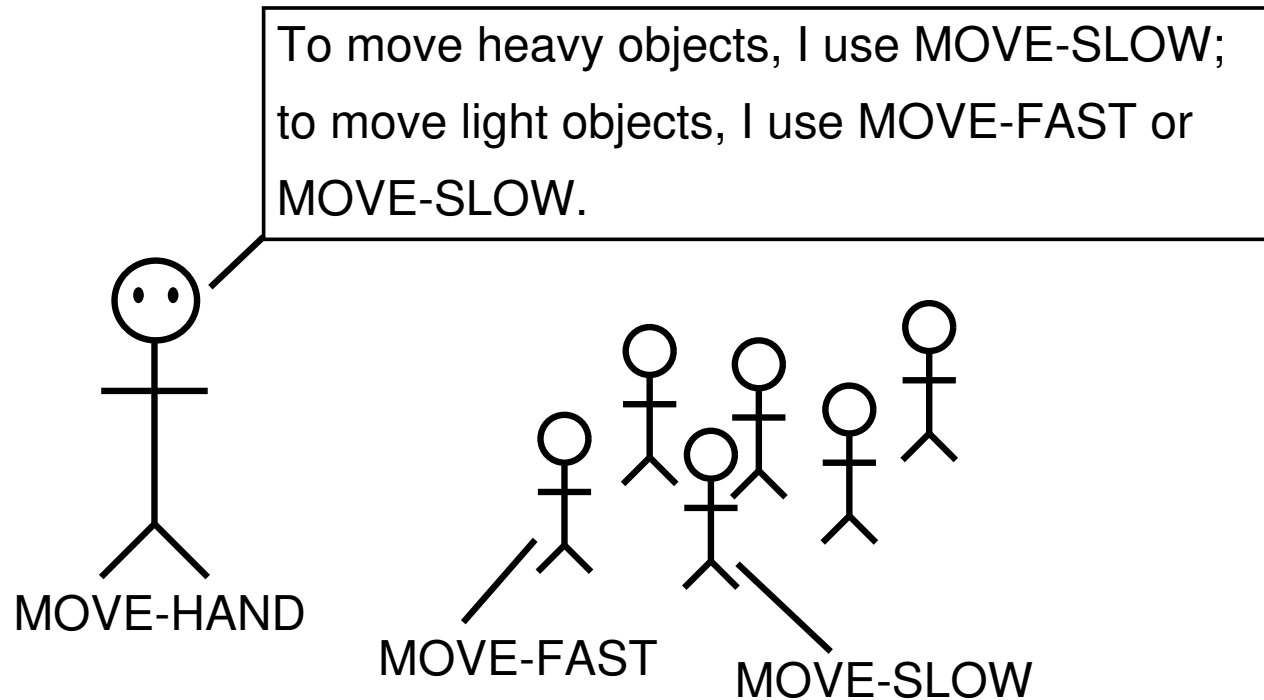 To move heavy objects, I use MOVE-SLOW;
to move light objects, I use MOVE-FAST or
MOVE-SLOW.
MOVE-HAND
MOVE-FAST
MOVE-SLOW